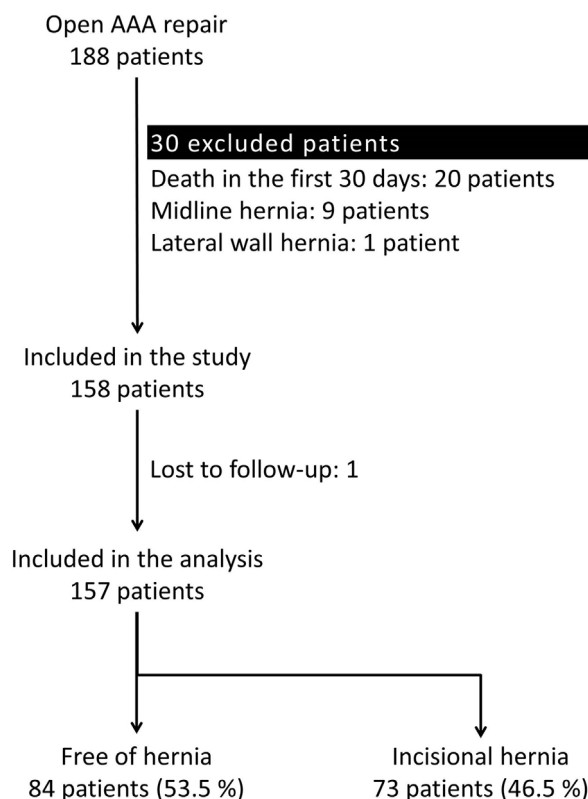 Open AAA repair
188 patients
30 excluded patients
Death in the first 30 days: 20 patients
Midline hernia: 9 patients
Lateral wall hernia: 1 patient
Included in the study
158 patients
Lost to follow-up: 1
Included in the analysis
157 patients
Free of hernia
84 patients (53.5 %)
Incisional hernia
73 patients (46.5 %)